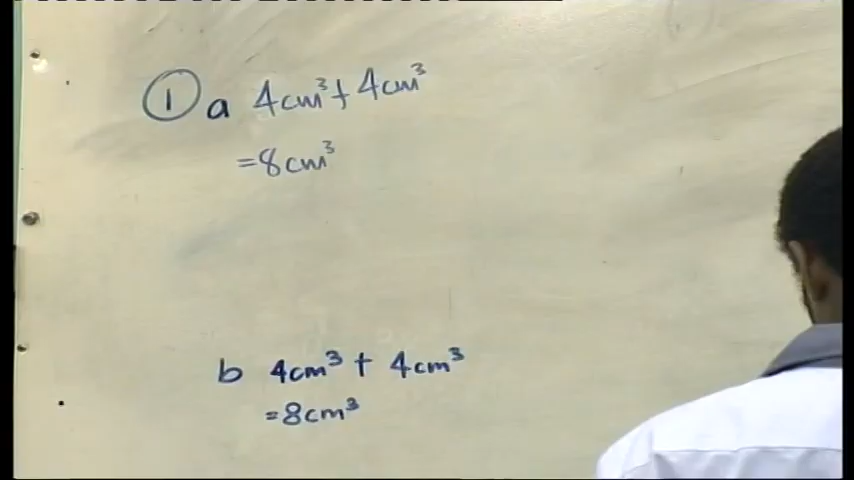 ① a 4cm³ + 4cm³
= 8cm³
b 4cm³ + 4cm³
= 8cm³